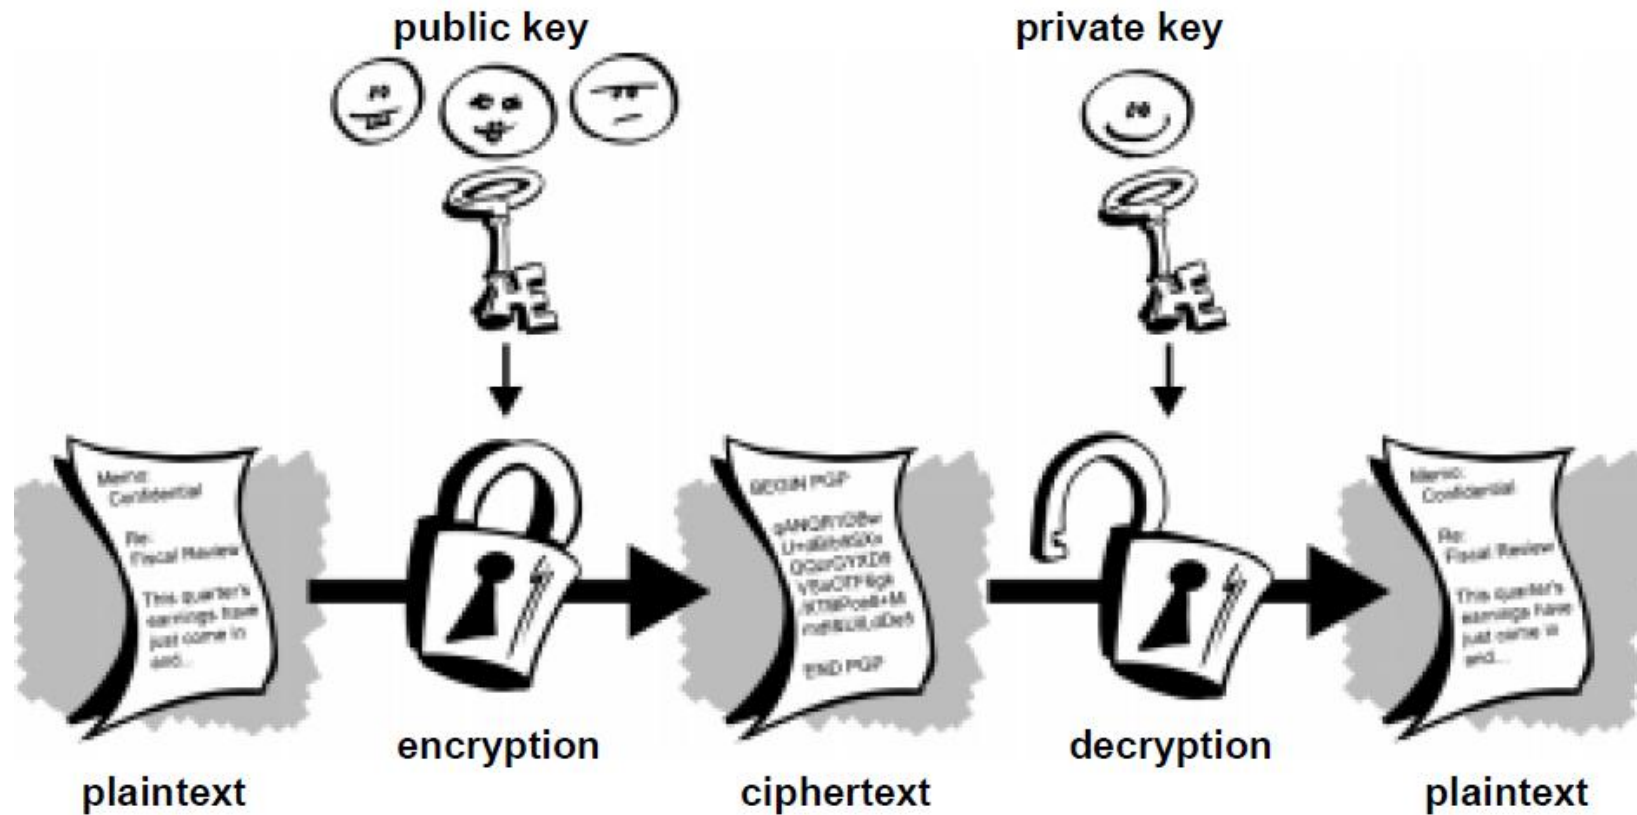 public key
private key
Memo:
Confidential
Re:
Fiscal Review
This quarter's
earnings have
just come in
and...
BEGIN PGP
END PGP
Memo:
Confidential
Re:
Fiscal Review
This quarter's
earnings have
just come in
and...
encryption
decryption
plaintext
ciphertext
plaintext